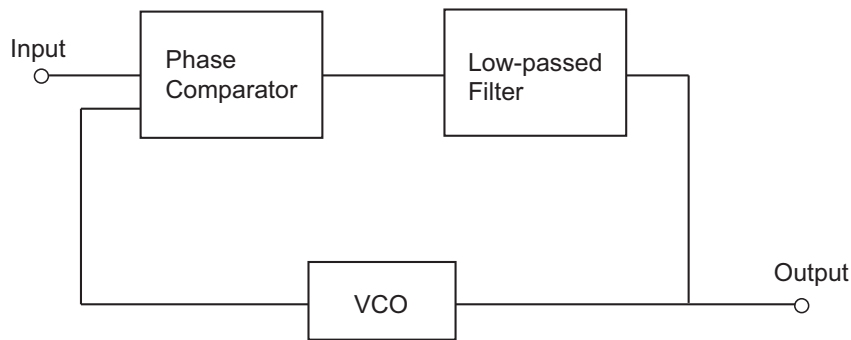 Input
Phase
Comparator
Low-passed
Filter
VCO
Output